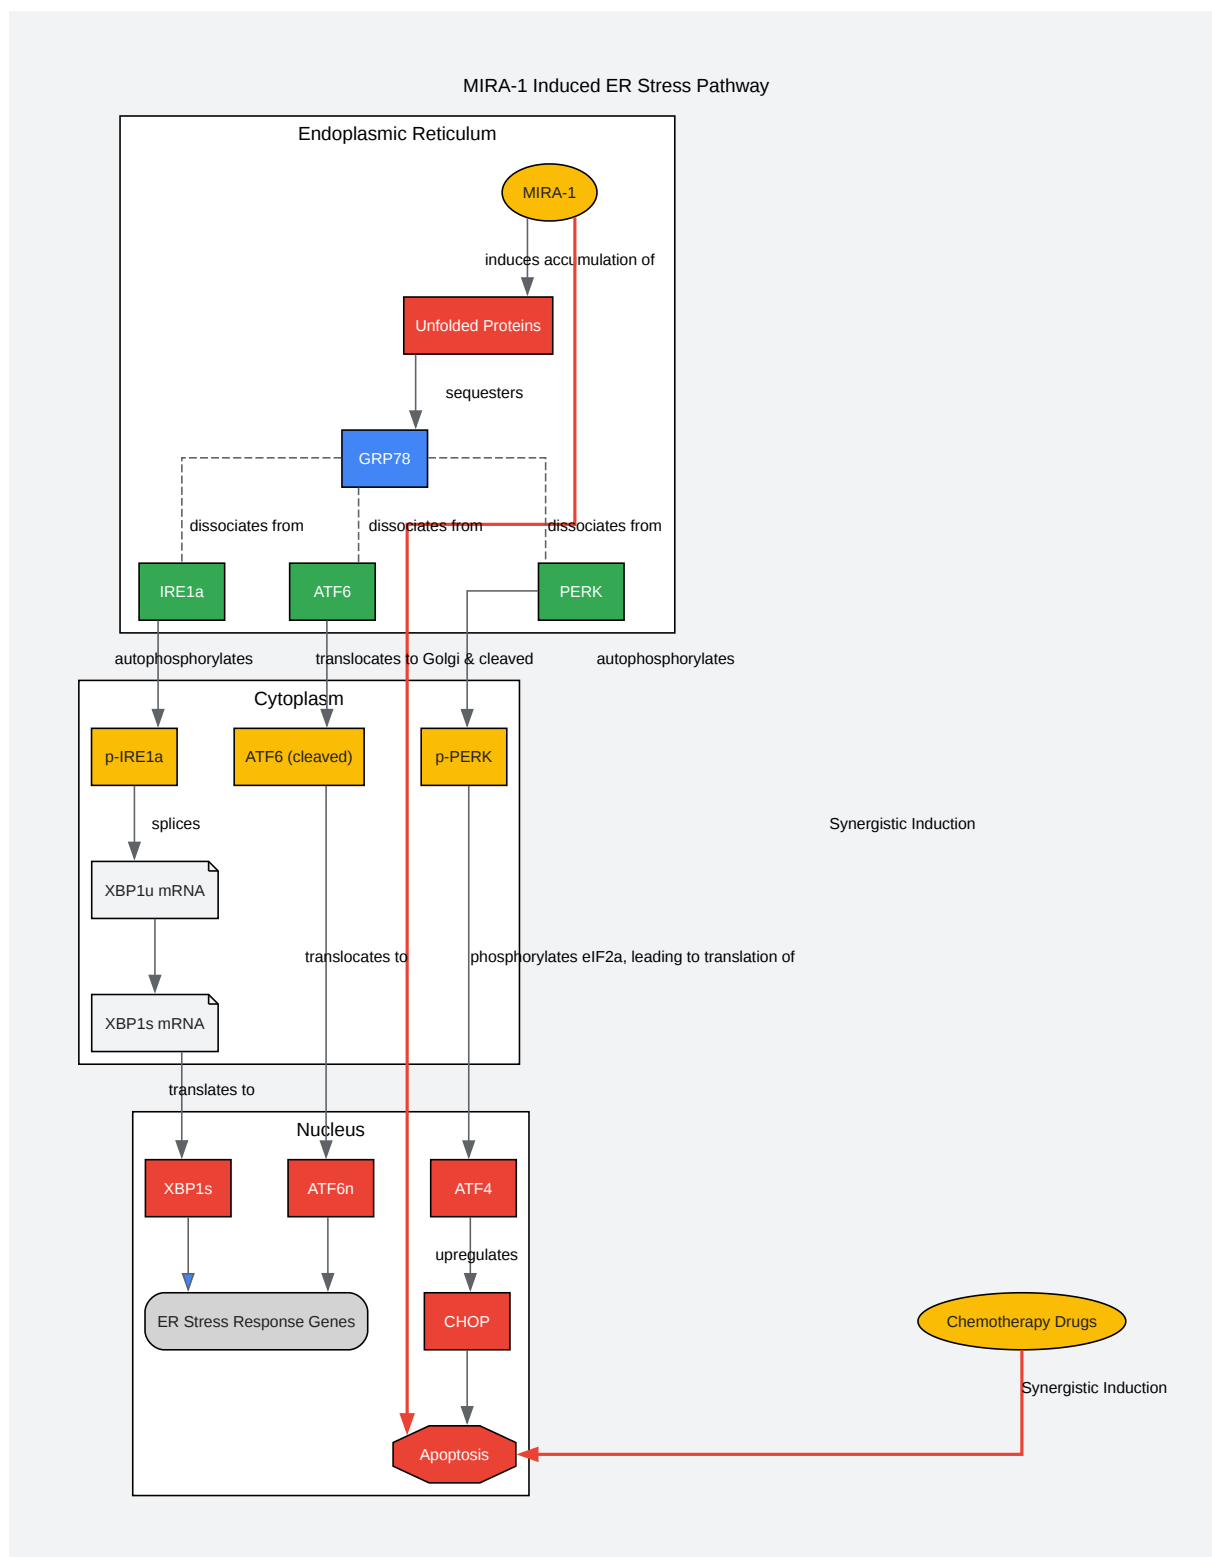 MIRA-1 Induced ER Stress Pathway
Endoplasmic Reticulum
MIRA-1
induces accumulation of
Unfolded Proteins
sequesters
GRP78
dissociates from
dissociates from
dissociates from
IRE1a
ATF6
PERK
autophosphorylates
translocates to Golgi & cleaved
autophosphorylates
Cytoplasm
p-IRE1a
ATF6 (cleaved)
p-PERK
splices
Synergistic Induction
XBP1u mRNA
translocates to
phosphorylates eIF2a, leading to translation of
XBP1s mRNA
translates to
Nucleus
XBP1s
ATF6n
ATF4
upregulates
ER Stress Response Genes
CHOP
Chemotherapy Drugs
Synergistic Induction
Apoptosis